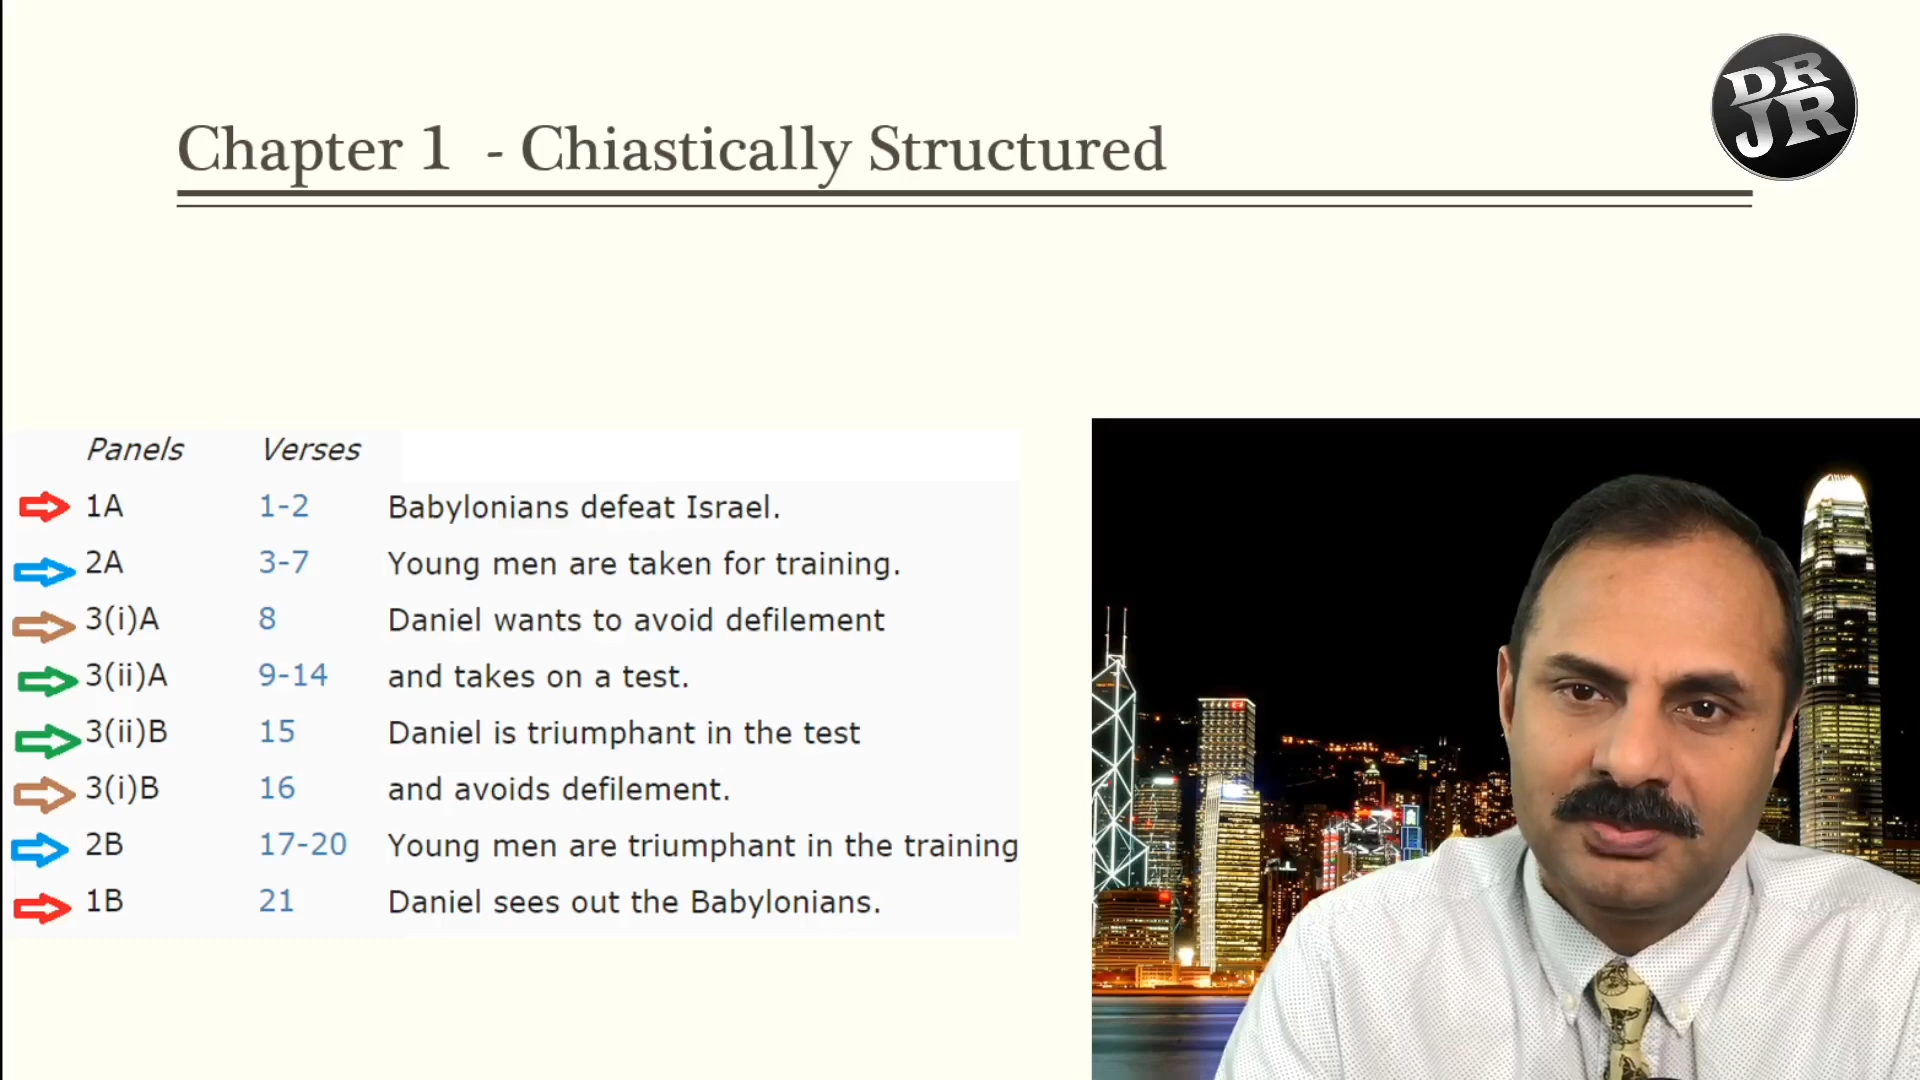 DR
JR
Chapter 1 - Chiastically Structured
Panels Verses
1A 1-2 Babylonians defeat Israel.
2A 3-7 Young men are taken for training.
3(i)A 8 Daniel wants to avoid defilement
3(ii)A 9-14 and takes on a test.
3(ii)B 15 Daniel is triumphant in the test
3(i)B 16 and avoids defilement.
2B 17-20 Young men are triumphant in the training
1B 21 Daniel sees out the Babylonians.